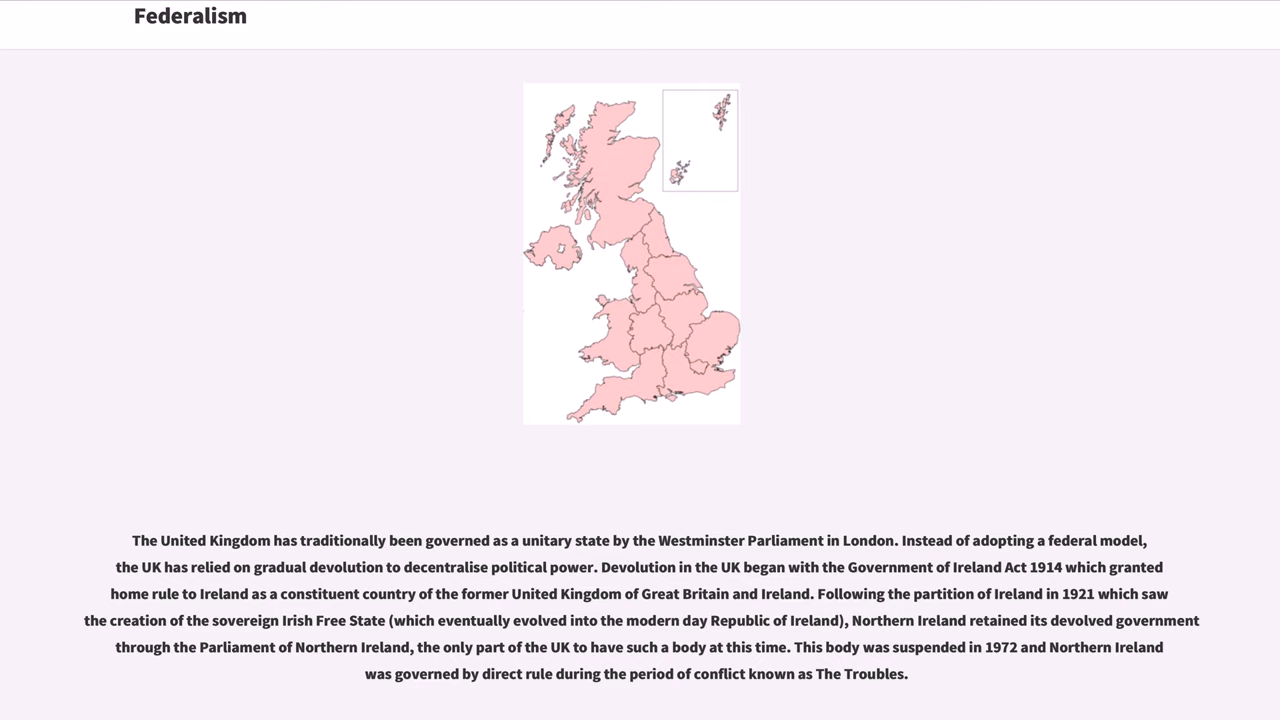 Federalism
The United Kingdom has traditionally been governed as a unitary state by the Westminster Parliament in London. Instead of adopting a federal model,
the UK has relied on gradual devolution to decentralise political power. Devolution in the UK began with the Government of Ireland Act 1914 which granted
home rule to Ireland as a constituent country of the former United Kingdom of Great Britain and Ireland. Following the partition of Ireland in 1921 which saw
the creation of the sovereign Irish Free State (which eventually evolved into the modern day Republic of Ireland), Northern Ireland retained its devolved government
through the Parliament of Northern Ireland, the only part of the UK to have such a body at this time. This body was suspended in 1972 and Northern Ireland
was governed by direct rule during the period of conflict known as The Troubles.